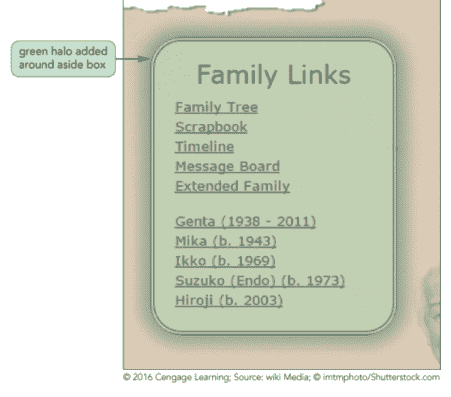 green halo added
around aside box
Family Links
Family Tree
Scrapbook
Timeline
Message Board
Extended Family
Genta (1938 - 2011)
Mika (b. 1943)
Ikko (b. 1969)
Suzuko (Endo) (b. 1973)
Hiroji (b. 2003)
© 2016 Cengage Learning; Source: wiki Media; © imtmphoto/Shutterstock.com